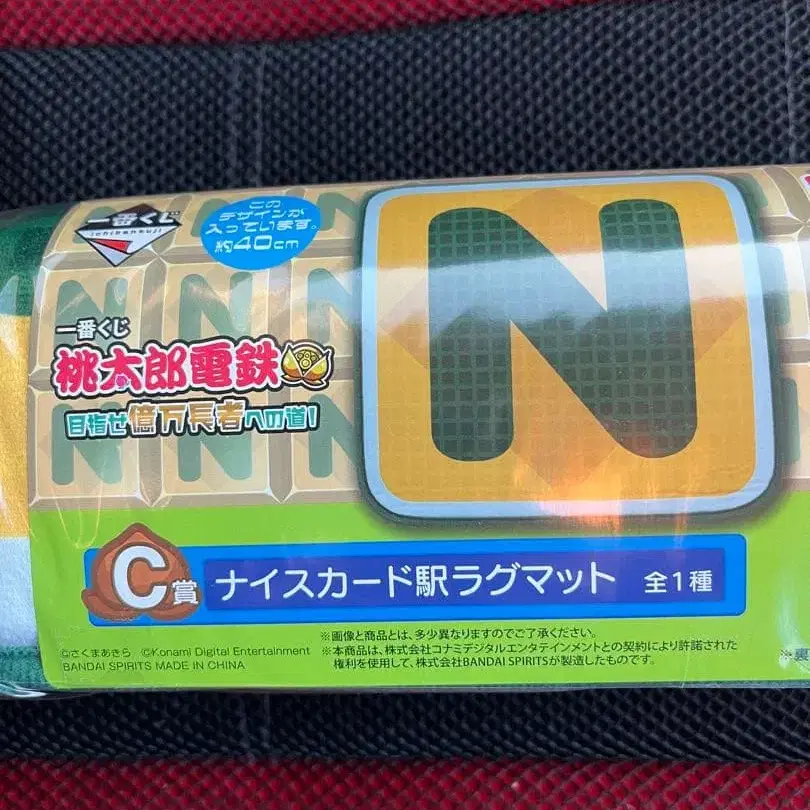 一番くじ
ichibankuji
この
デザインが
入っています。
約40cm
N
一番くじ
桃太郎電鉄
目指せ億万長者への道!
C賞
ナイスカード駅ラグマット 全1種
©さくまあきら ©Konami Digital Entertainment
BANDAI SPIRITS MADE IN CHINA
※画像と商品とは、多少異なりますのでご了承ください。
※本商品は、株式会社コナミデジタルエンタテインメントとの契約により許諾された
権利を使用して、株式会社BANDAI SPIRITSが製造したものです。
※裏